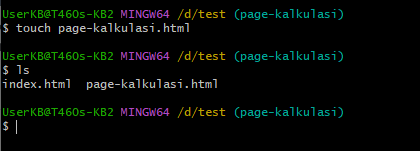 UserKB@T460s-KB2 MINGW64 /d/test (page-kalkulasi)
$ touch page-kalkulasi.html
UserKB@T460s-KB2 MINGW64 /d/test (page-kalkulasi)
$ ls
index.html  page-kalkulasi.html
UserKB@T460s-KB2 MINGW64 /d/test (page-kalkulasi)
$